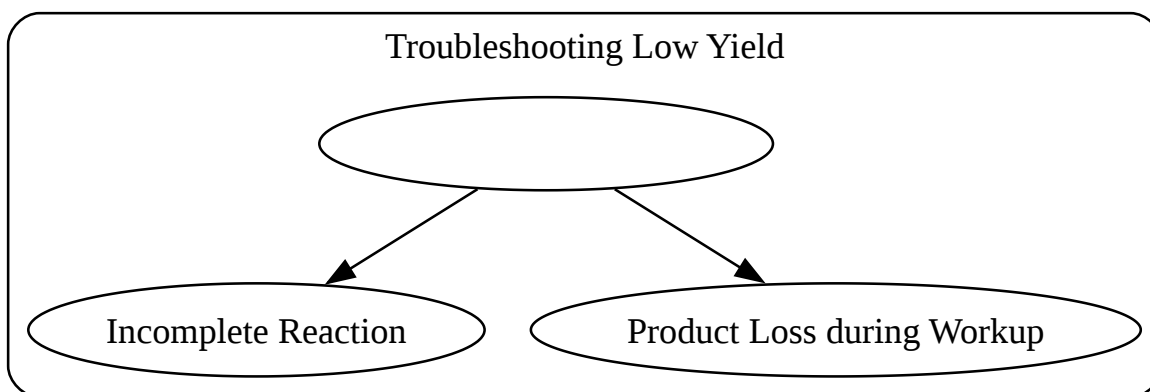 Troubleshooting Low Yield
Incomplete Reaction
Product Loss during Workup